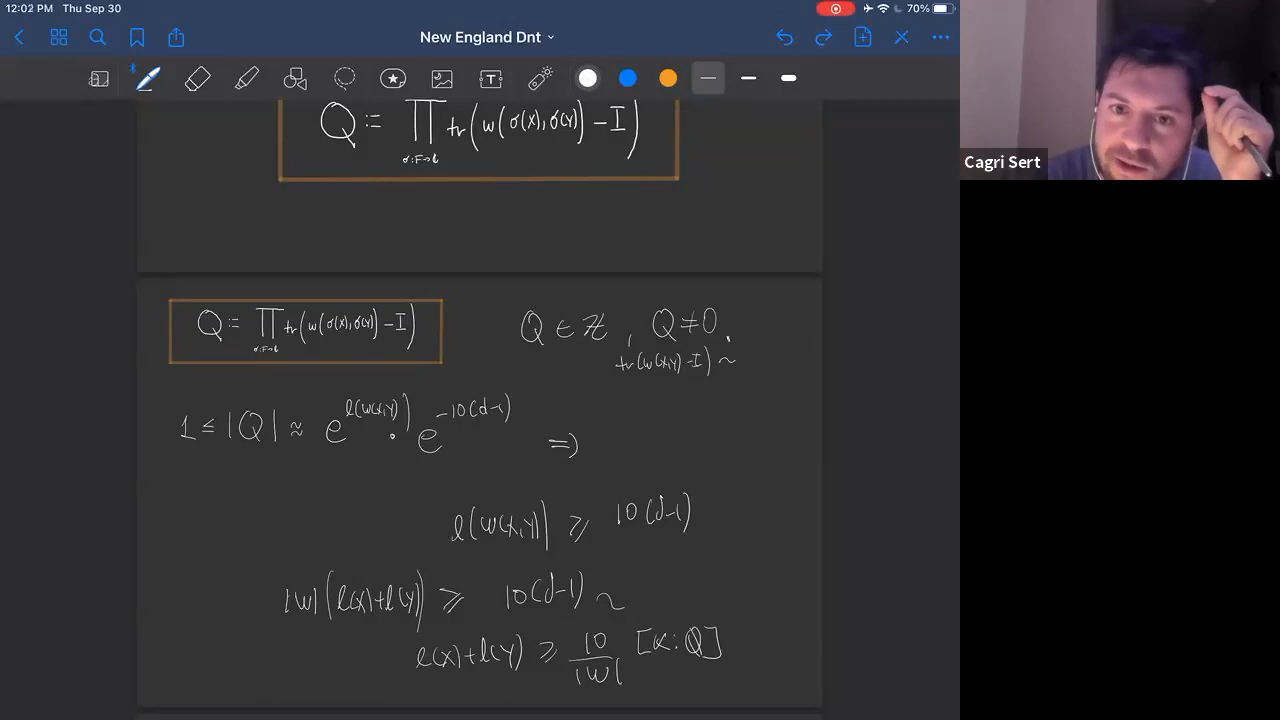 12:02 PM Thu Sep 30
70%
New England Dnt
T
Q := ∏ tr(w(σ(x),σ(y)) - I)
σ:F→ℂ
Cagri Sert
Q := ∏ tr(w(σ(x),σ(y)) - I)
σ:F→ℂ
Q ∈ ℤ, Q ≠ 0.
tr(w(x,y) - I) ~
1 ≤ |Q| ≈ e^{l(w(x,y))} · e^{-10(d-1)} ⇒
l(w(x,y)) ≥ 10(d-1)
|w|(l(x)+l(y)) ≥ 10(d-1) ~
l(x)+l(y) ≥ 10/|w| [K:Q]